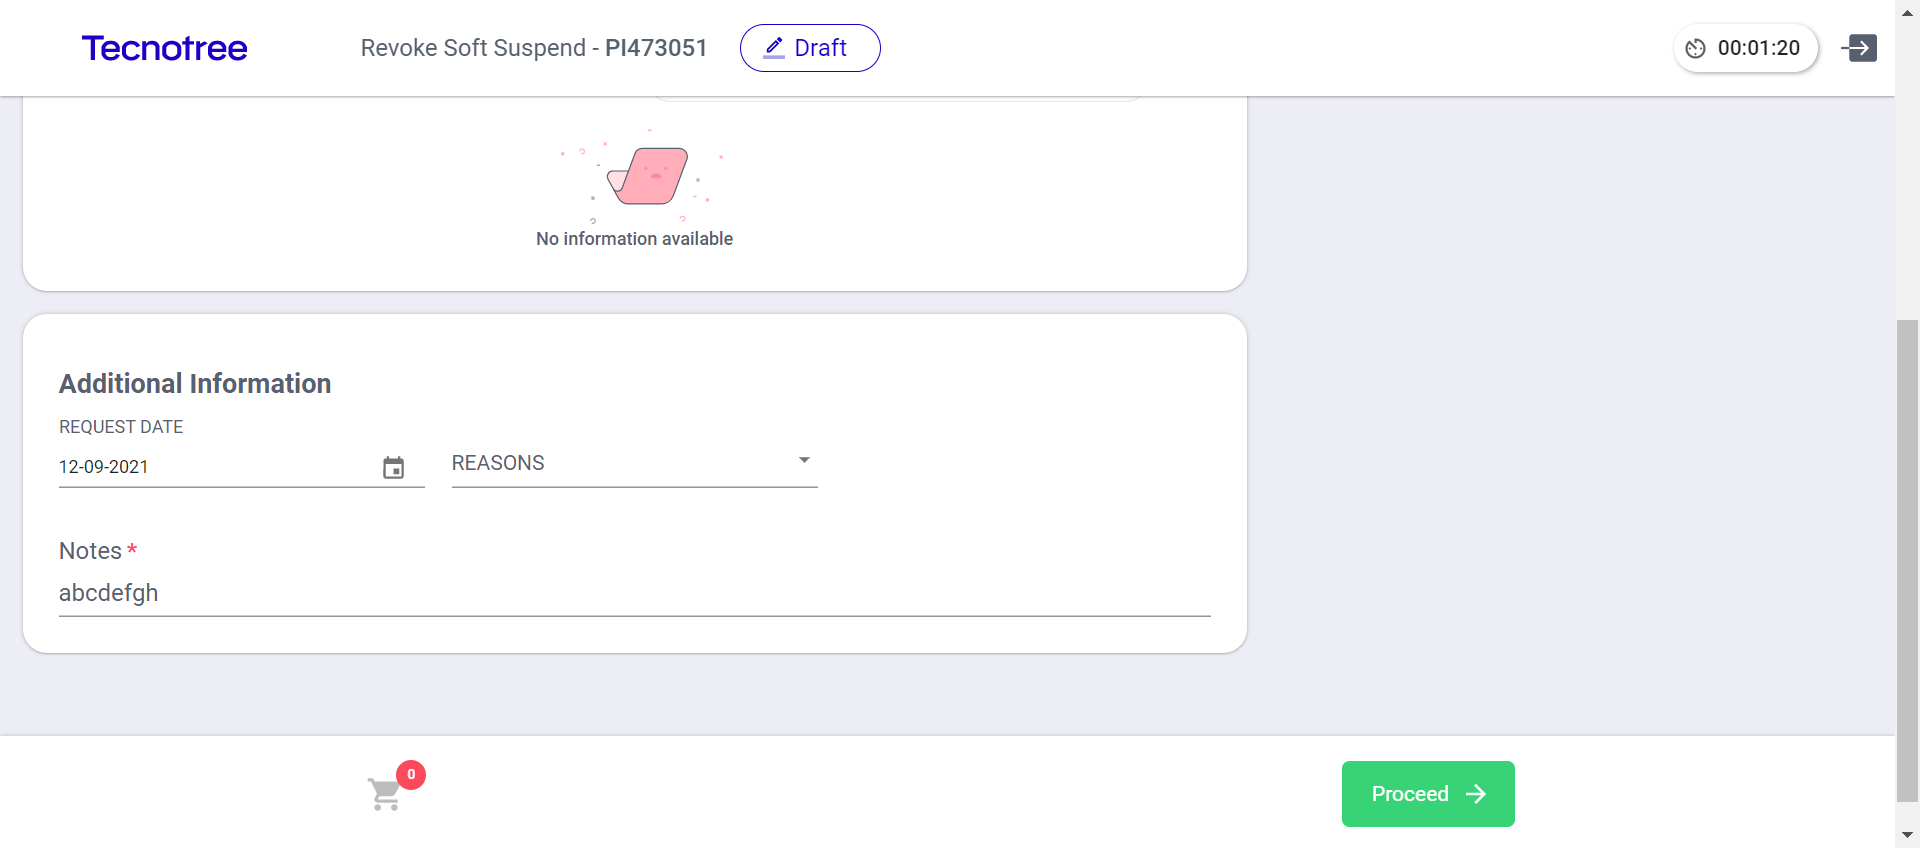 Tecnotree
Revoke Soft Suspend - PI473051
Draft
00:01:20
No information available
Additional Information
REQUEST DATE
12-09-2021
REASONS
Notes *
abcdefgh
0
Proceed